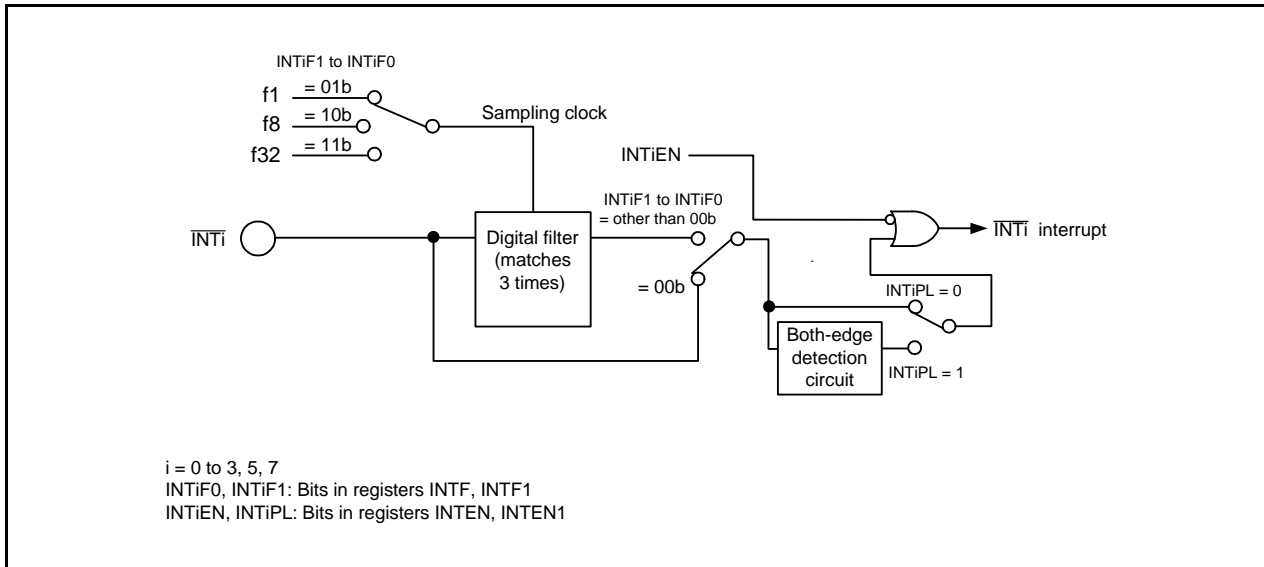 INTiF1 to INTiF0
f1
= 01b
f8
= 10b
f32
= 11b
Sampling clock
INTiEN
INTiF1 to INTiF0
= other than 00b
INTi
Digital filter
(matches
3 times)
= 00b
INTi interrupt
INTiPL = 0
Both-edge
detection
circuit
INTiPL = 1
i = 0 to 3, 5, 7
INTiF0, INTiF1: Bits in registers INTF, INTF1
INTiEN, INTiPL: Bits in registers INTEN, INTEN1